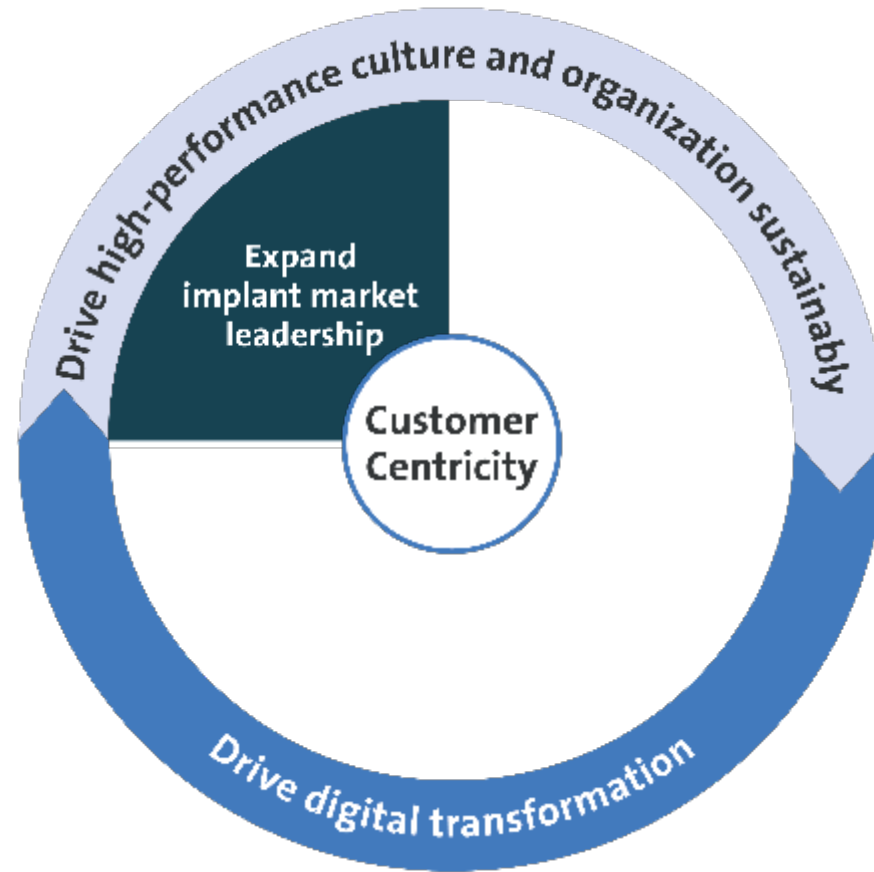 Drive high-performance culture and organization sustainably
Expand
implant market
leadership
Customer
Centricity
Drive digital transformation